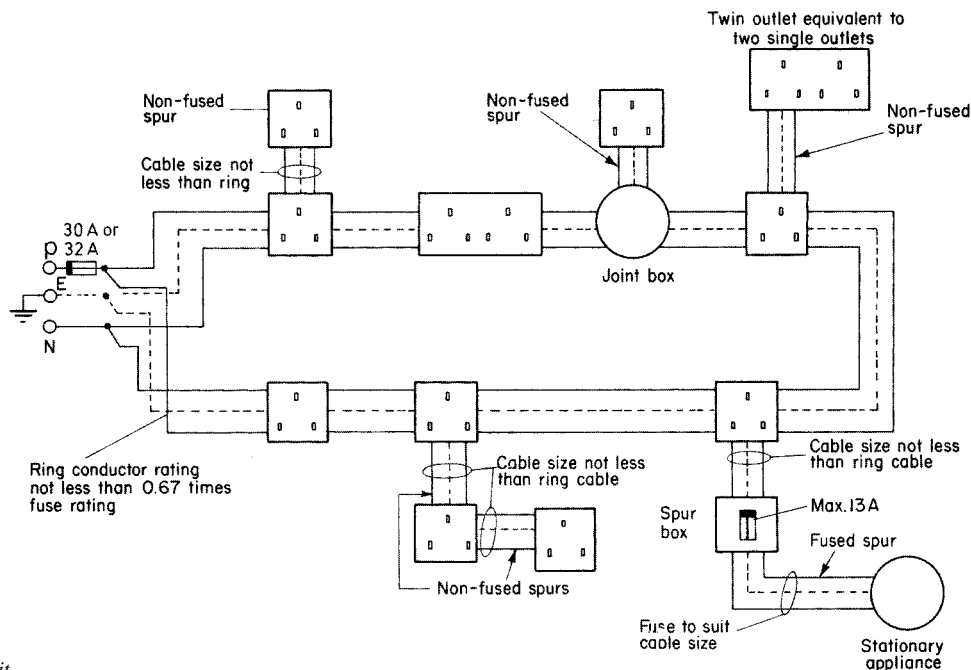 Twin outlet equivalent to
two single outlets
Non-fused
spur
Non-fused
spur
Non-fused
spur
Cable size not
less than ring
30 A or
32 A
P
E
N
Joint box
Ring conductor rating
not less than 0.67 times
fuse rating
Cable size not less
than ring cable
Non-fused spurs
Cable size not less
than ring cable
Spur
box
Max. 13 A
Fused spur
Fuse to suit
cable size
Stationary
appliance